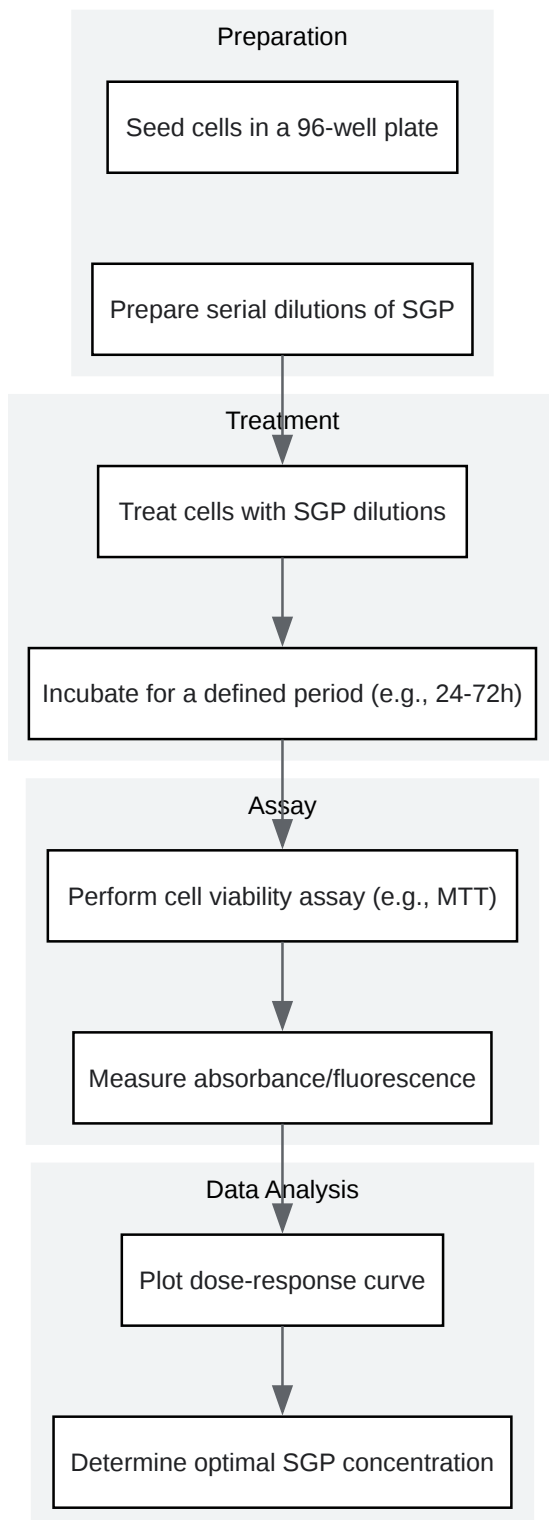 Preparation
Seed cells in a 96-well plate
Prepare serial dilutions of SGP
Treatment
Treat cells with SGP dilutions
Incubate for a defined period (e.g., 24-72h)
Assay
Perform cell viability assay (e.g., MTT)
Measure absorbance/fluorescence
Data Analysis
Plot dose-response curve
Determine optimal SGP concentration